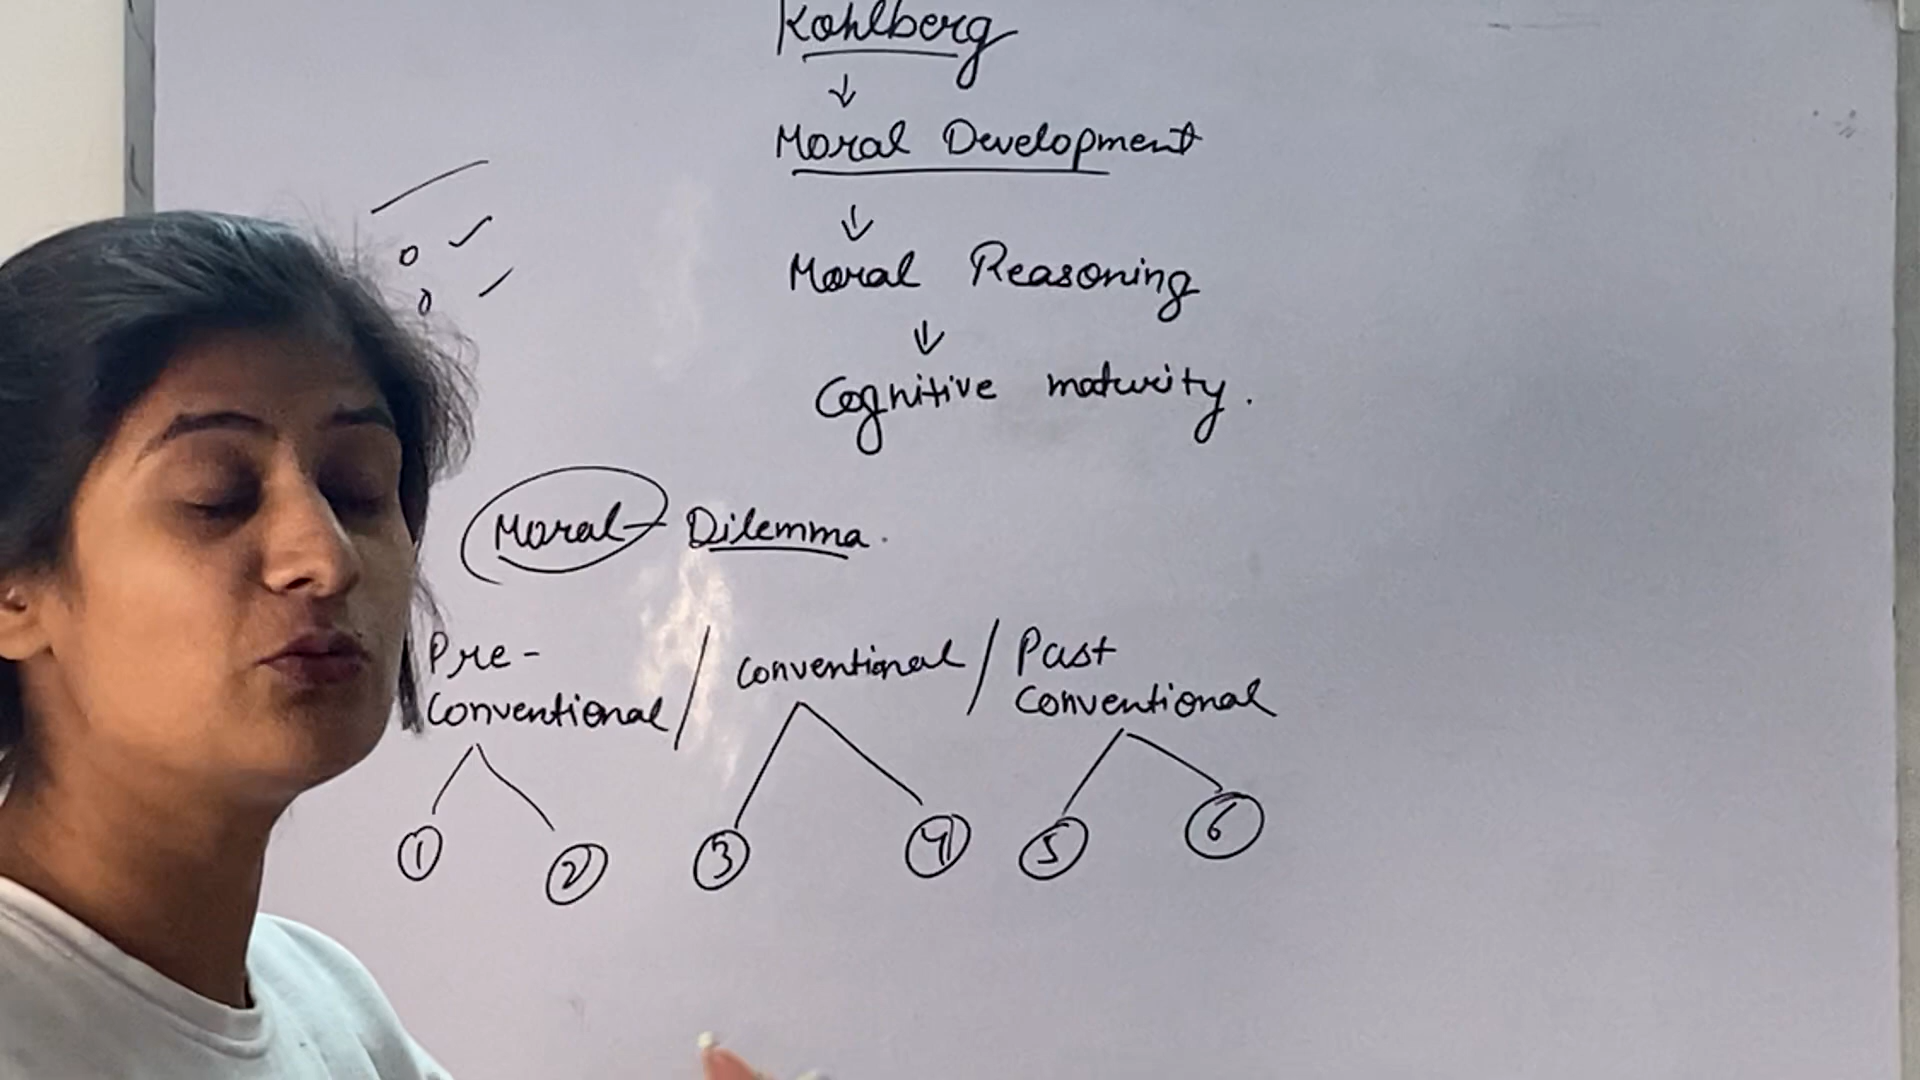 Kohlberg
↓
Moral Development
↓
Moral Reasoning
↓
Cognitive maturity.
Moral Dilemma.
Pre-
Conventional / Conventional / Post
Conventional
① ② ③ ④ ⑤ ⑥